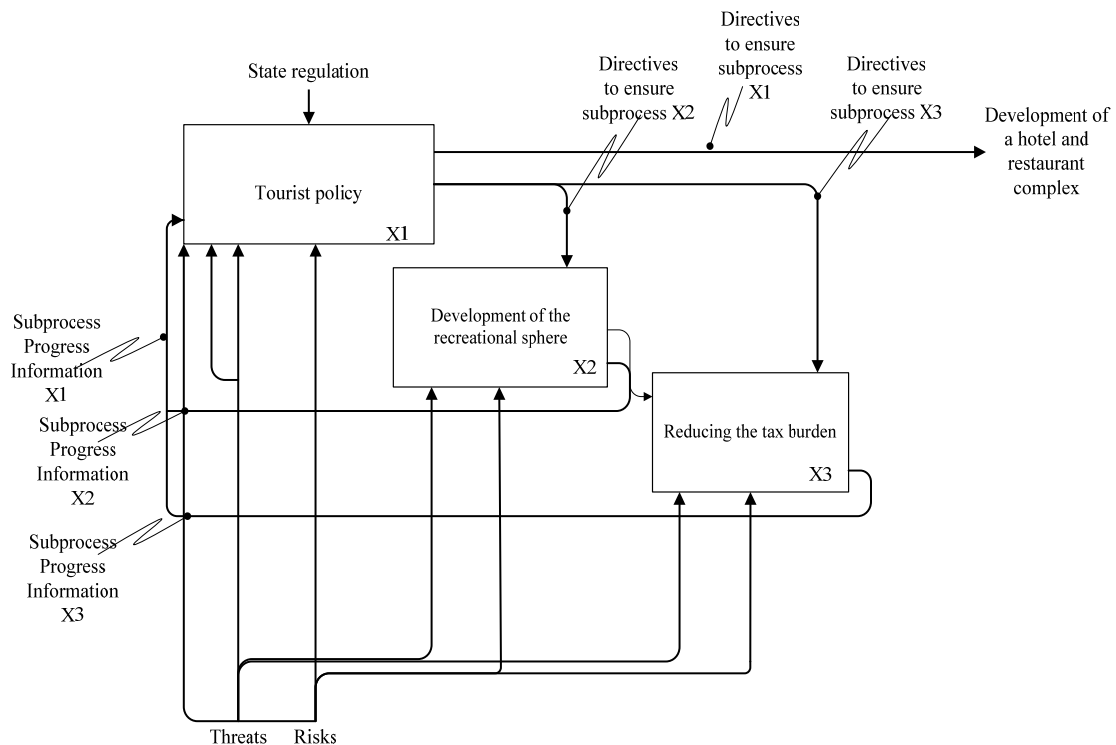 Directives
to ensure
subprocess
X1
Directives
to ensure
subprocess X2
Directives
to ensure
subprocess X3
State regulation
Development of
a hotel and
restaurant
complex
Tourist policy
X1
Development of the
recreational sphere
X2
Reducing the tax burden
X3
Subprocess
Progress
Information
X1
Subprocess
Progress
Information
X2
Subprocess
Progress
Information
X3
Threats
Risks